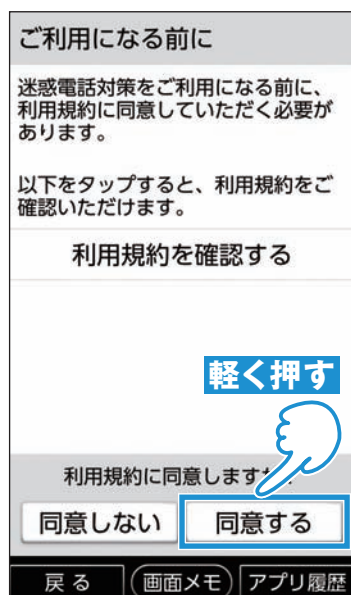 ご利用になる前に
迷惑電話対策をご利用になる前に、
利用規約に同意していただく必要が
あります。
以下をタップすると、利用規約をご
確認いただけます。
利用規約を確認する
軽く押す
利用規約に同意します
同意しない
同意する
戻る
画面メモ
アプリ履歴